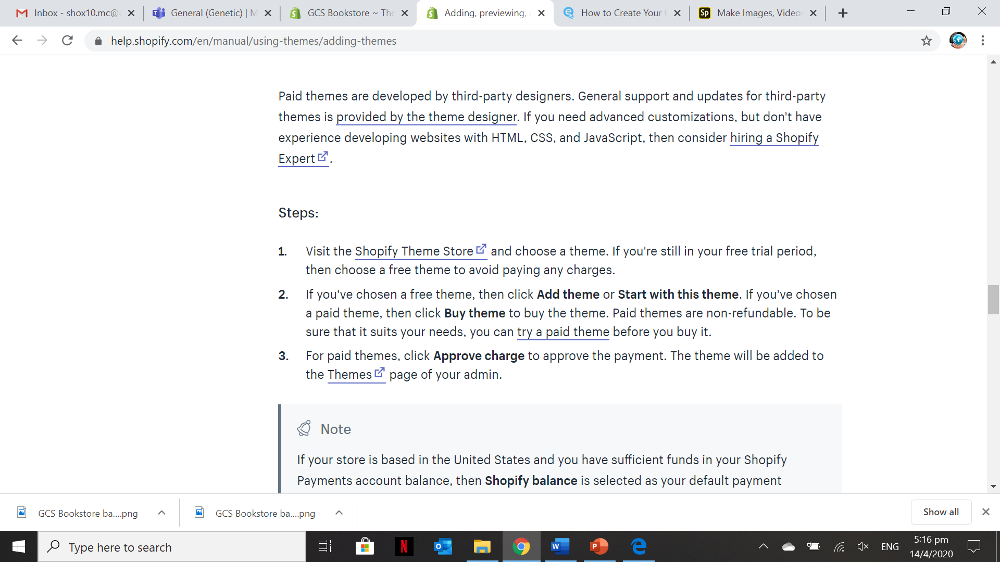 Inbox - shox10.mc@
General (Genetic) | M
GCS Bookstore ~ The
Adding, previewing,
How to Create Your
Make Images, Videos
help.shopify.com/en/manual/using-themes/adding-themes
Paid themes are developed by third-party designers. General support and updates for third-party
themes is provided by the theme designer. If you need advanced customizations, but don't have
experience developing websites with HTML, CSS, and JavaScript, then consider hiring a Shopify
Expert.
Steps:
1. Visit the Shopify Theme Store and choose a theme. If you're still in your free trial period,
then choose a free theme to avoid paying any charges.
2. If you've chosen a free theme, then click Add theme or Start with this theme. If you've chosen
a paid theme, then click Buy theme to buy the theme. Paid themes are non-refundable. To be
sure that it suits your needs, you can try a paid theme before you buy it.
3. For paid themes, click Approve charge to approve the payment. The theme will be added to
the Themes page of your admin.
Note
If your store is based in the United States and you have sufficient funds in your Shopify
Payments account balance, then Shopify balance is selected as your default payment
GCS Bookstore ba....png
GCS Bookstore ba....png
Show all
Type here to search
ENG
5:16 pm
14/4/2020